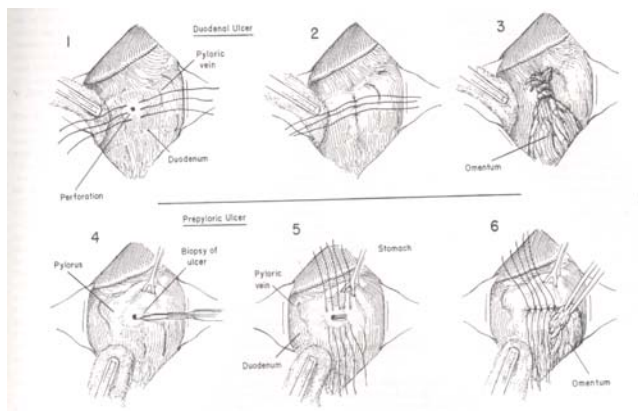 Duodenal Ulcer
1
2
3
Pyloric
vein
Duodenum
Perforation
Omentum
Prepyloric Ulcer
4
5
6
Pylorus
Biopsy of
ulcer
Pyloric
vein
Stomach
Duodenum
Omentum